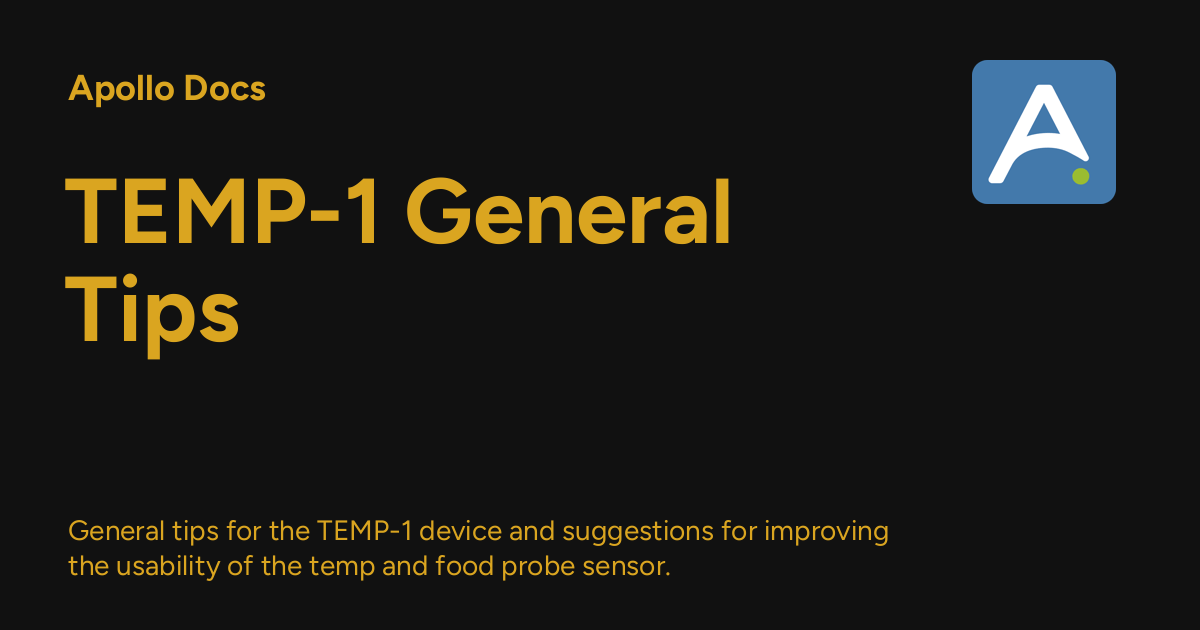 Apollo Docs
TEMP-1 General
Tips
General tips for the TEMP-1 device and suggestions for improving
the usability of the temp and food probe sensor.